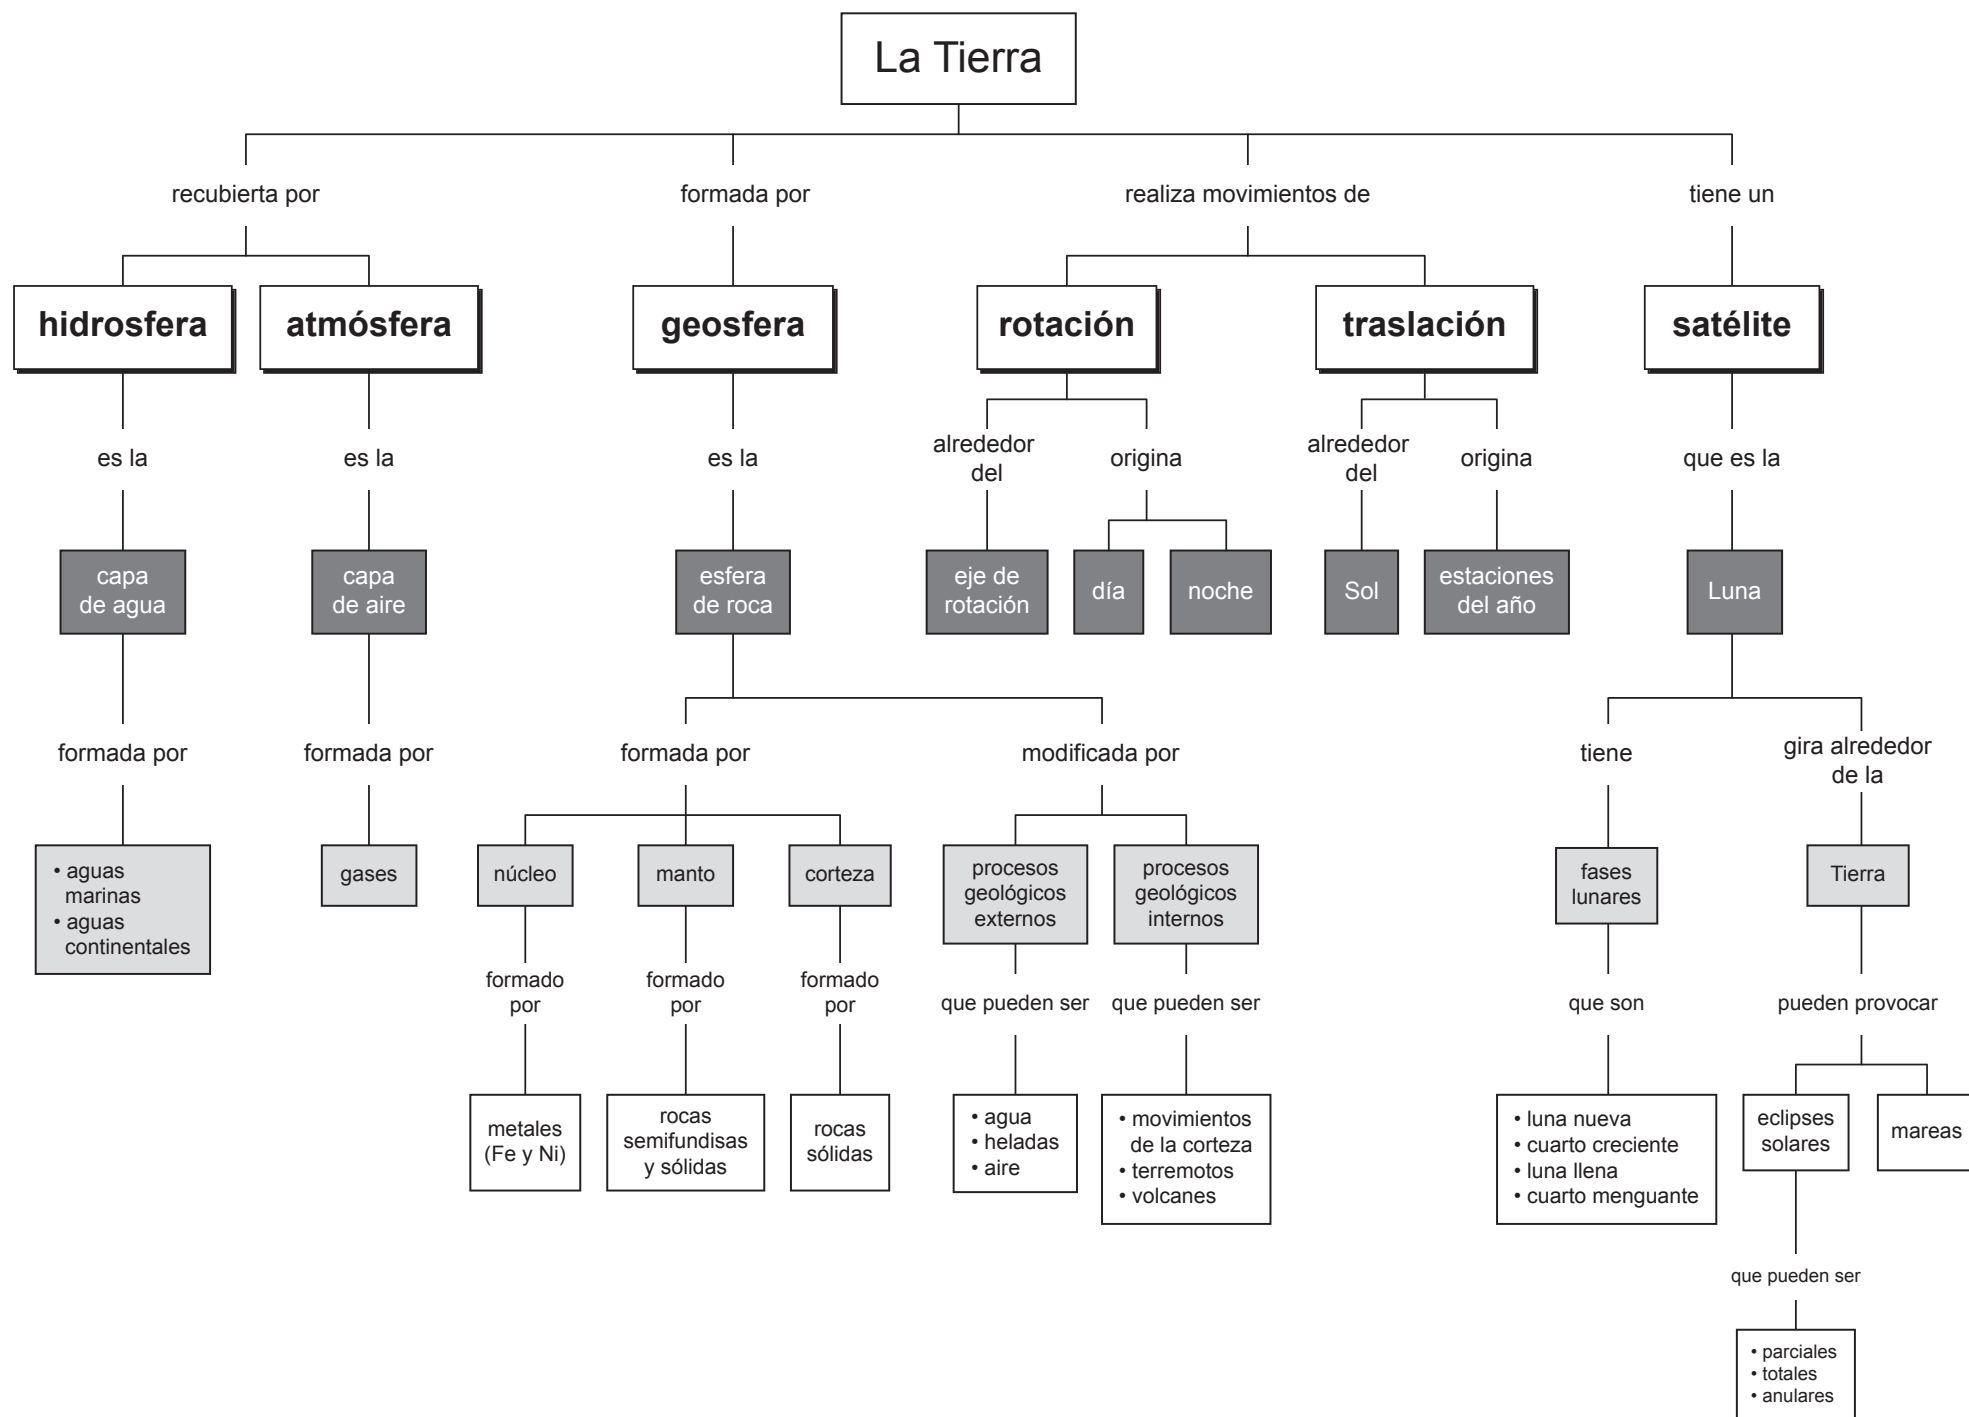 La Tierra
recubierta por
formada por
realiza movimientos de
tiene un
hidrosfera
atmósfera
geosfera
rotación
traslación
satélite
es la
es la
es la
alrededor
del
origina
alrededor
del
origina
que es la
capa
de agua
capa
de aire
esfera
de roca
eje de
rotación
día
noche
Sol
estaciones
del año
Luna
formada por
formada por
formada por
modificada por
tiene
gira alrededor
de la
• aguas
marinas
• aguas
continentales
gases
núcleo
manto
corteza
procesos
geológicos
externos
procesos
geológicos
internos
fases
lunares
Tierra
formado
por
formado
por
formado
por
que pueden ser
que pueden ser
que son
pueden provocar
metales
(Fe y Ni)
rocas
semifundisas
y sólidas
rocas
sólidas
• agua
• heladas
• aire
• movimientos
de la corteza
• terremotos
• volcanes
• luna nueva
• cuarto creciente
• luna llena
• cuarto menguante
eclipses
solares
mareas
que pueden ser
• parciales
• totales
• anulares